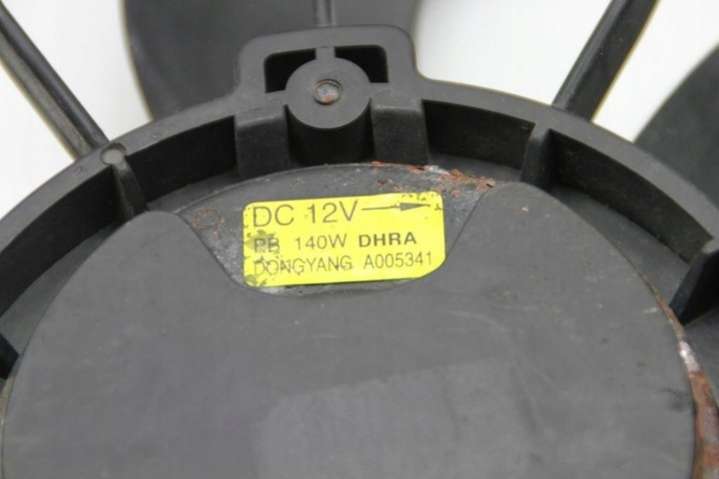 DC 12V
PB 140W DHRA
DONGYANG A005341